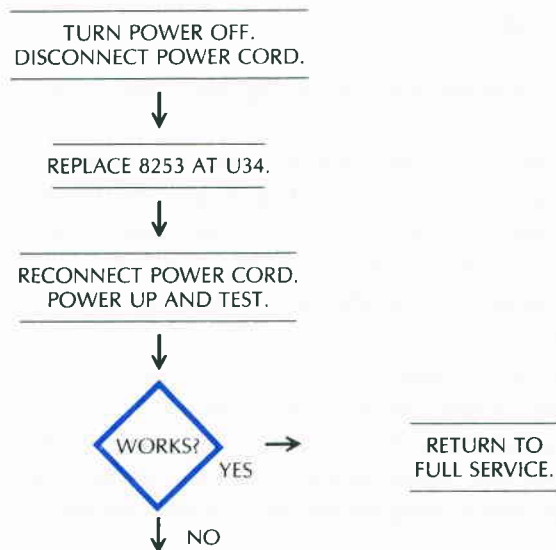 TURN POWER OFF.
DISCONNECT POWER CORD.
REPLACE 8253 AT U34.
RECONNECT POWER CORD.
POWER UP AND TEST.
WORKS?
YES
RETURN TO
FULL SERVICE.
NO